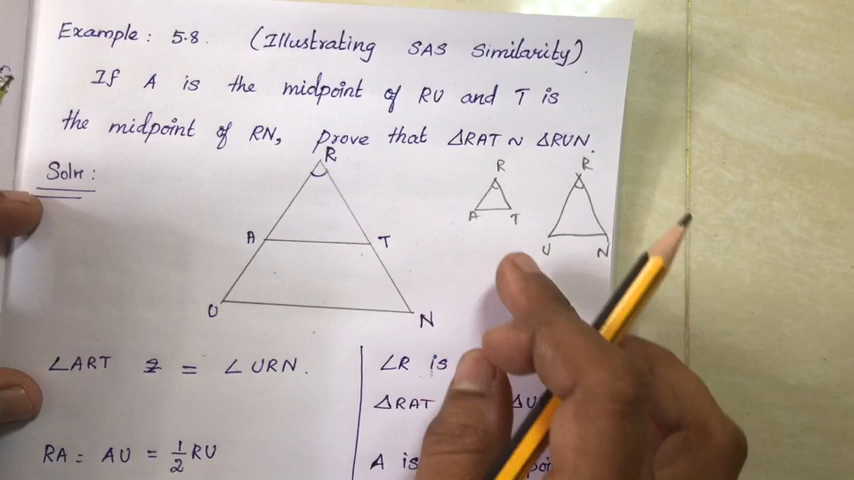 Example: 5.8. (Illustrating SAS Similarity)
If A is the midpoint of RU and T is
the midpoint of RN, prove that ΔRAT ~ ΔRUN.
Soln:
R
A T
U N
R
A T
R
U N
∠ART = ∠URN.
∠R is
ΔRAT ΔU
RA = AU = 1/2 RU
A is